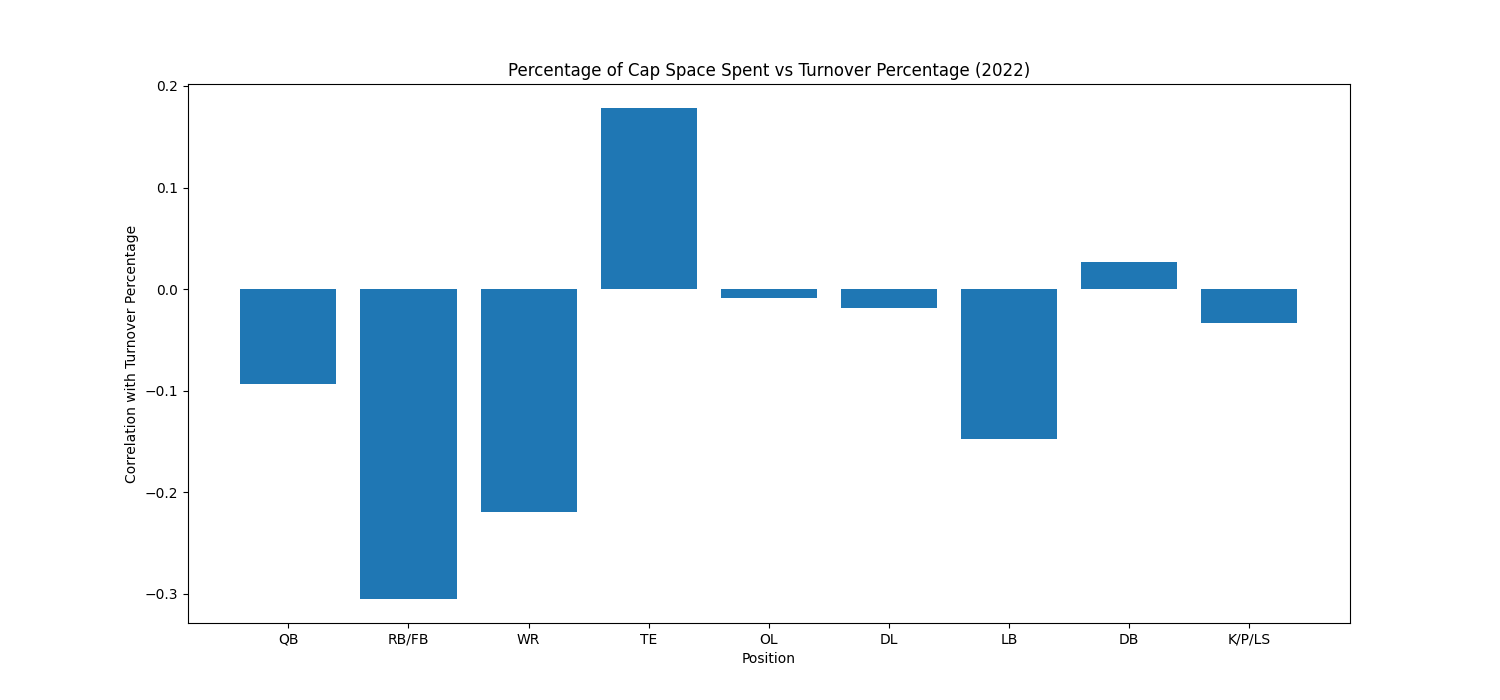 Percentage of Cap Space Spent vs Turnover Percentage (2022)
Correlation with Turnover Percentage
0.2
0.1
0.0
−0.1
−0.2
−0.3
QB RB/FB WR TE OL DL LB DB K/P/LS
Position